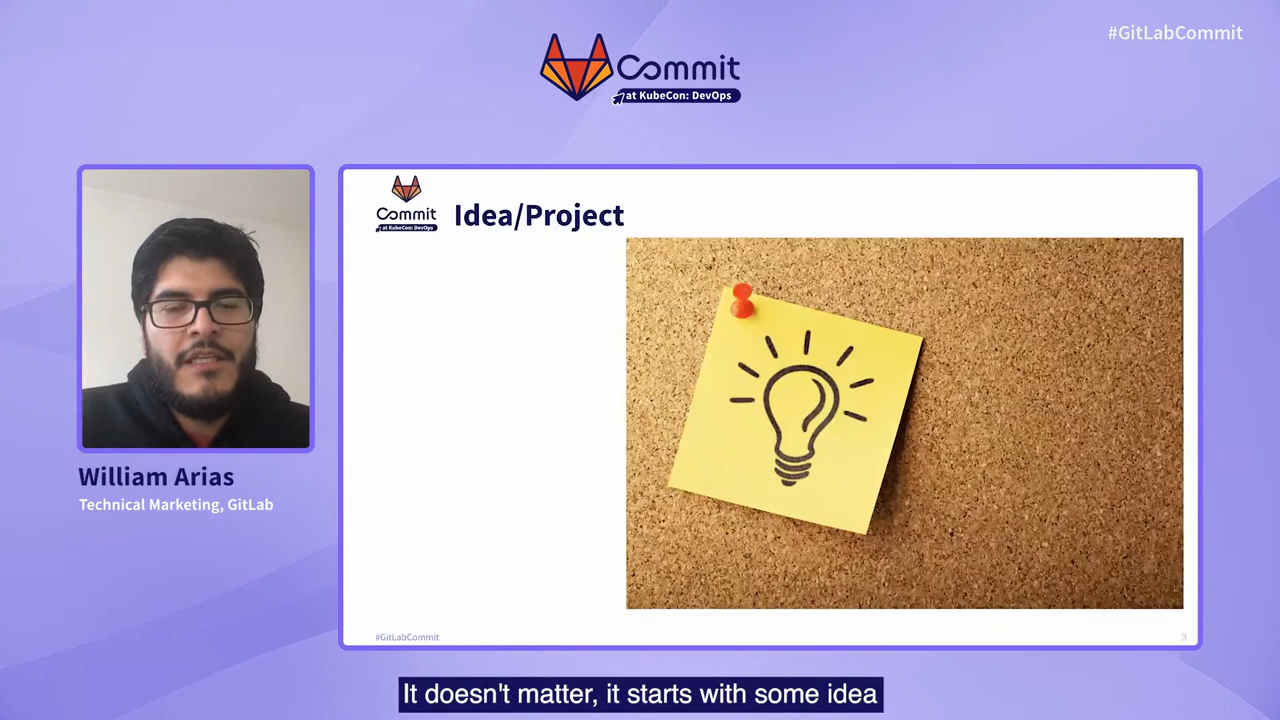 #GitLabCommit
Commit
at KubeCon: DevOps
Commit
at KubeCon: DevOps
Idea/Project
William Arias
Technical Marketing, GitLab
#GitLabCommit
3
It doesn't matter, it starts with some idea